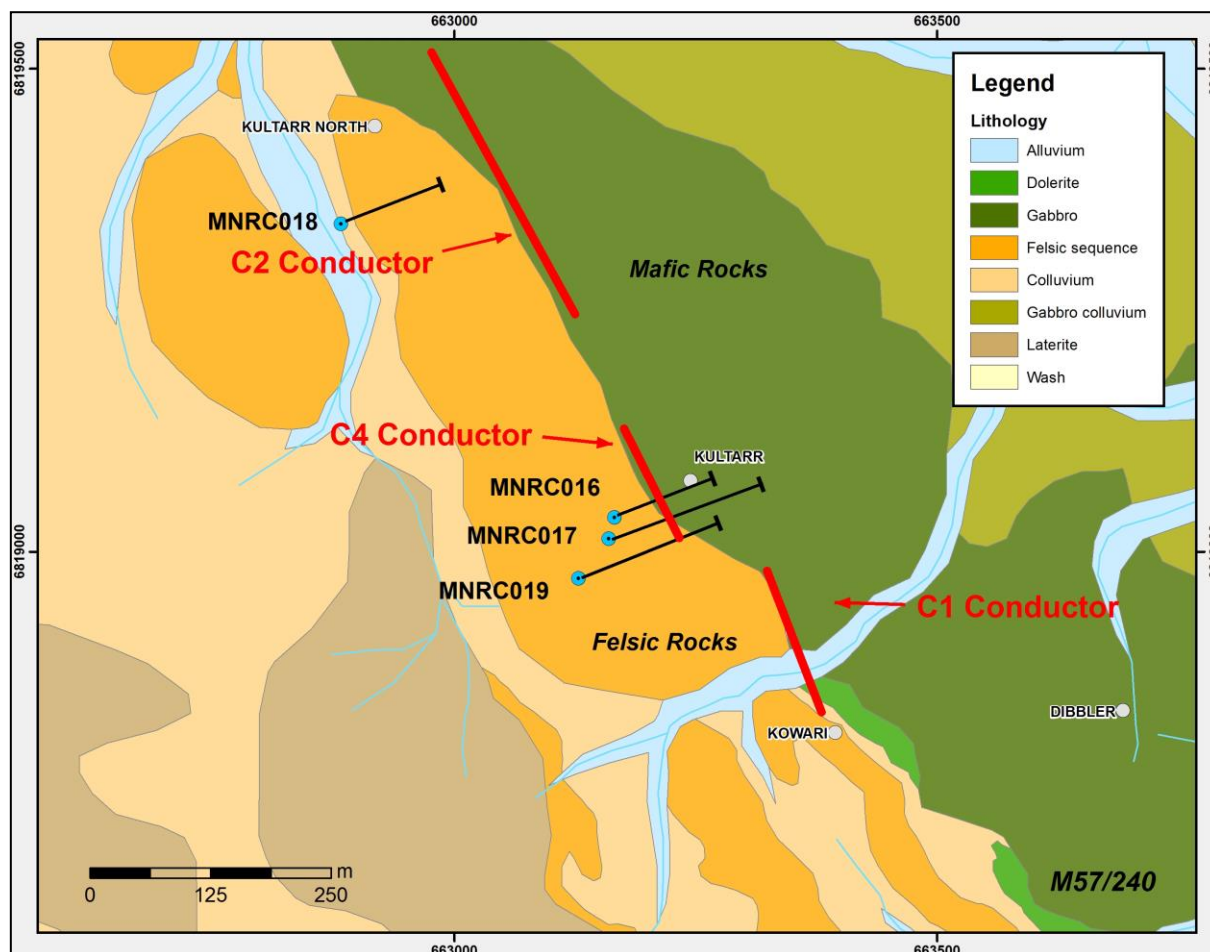 663000
663500
6819500
Legend
Lithology
Alluvium
Dolerite
Gabbro
Felsic sequence
Colluvium
Gabbro colluvium
Laterite
Wash
KULTARR NORTH
MNRC018
C2 Conductor
Mafic Rocks
C4 Conductor
KULTARR
MNRC016
MNRC017
6819000
MNRC019
C1 Conductor
Felsic Rocks
DIBBLER
KOWARI
m
0
125
250
M57/240
663000
663500